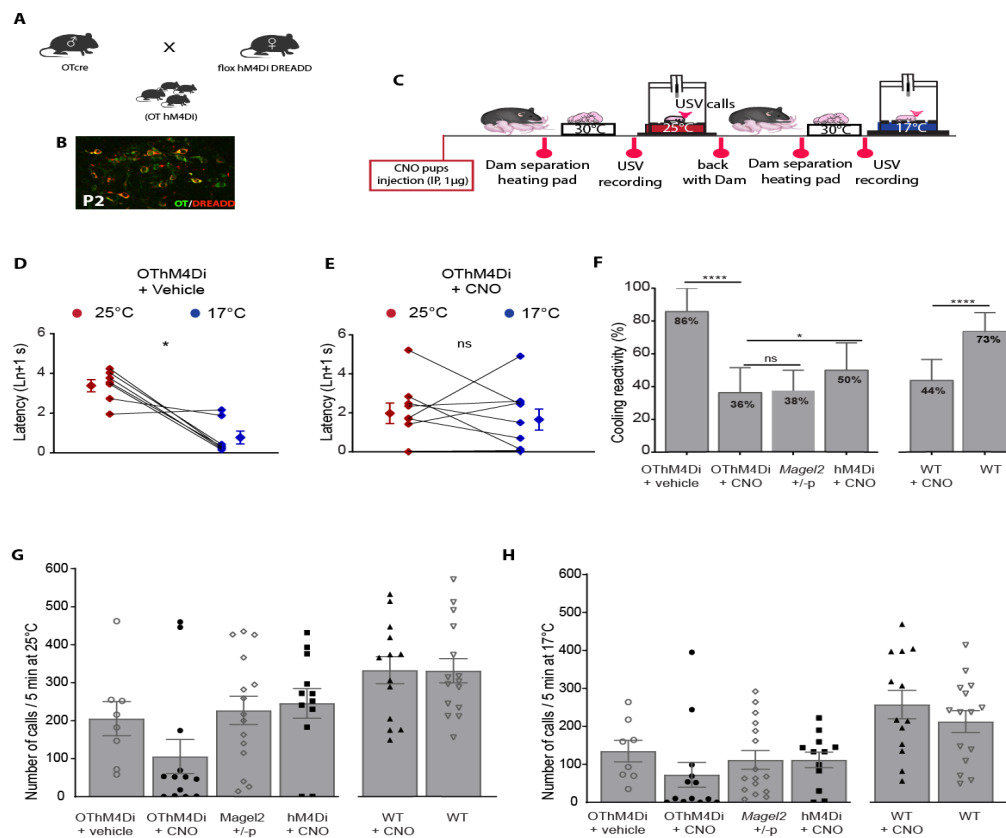 A
♂
X
♀
OTcre
flox hM4DI DREADD
(OT hM4DI)
B
P2
OT/DREADD
C
USV calls
30°C
25°C
30°C
17°C
CNO pups
injection (IP, 1µg)
Dam separation
heating pad
USV
recording
back
with Dam
Dam separation
heating pad
USV
recording
D
OThM4Di
+ Vehicle
25°C
17°C
*
Latency (Ln+1 s)
6
4
2
0
E
OThM4Di
+ CNO
25°C
17°C
ns
Latency (Ln+1 s)
6
4
2
0
F
Cooling reactivity (%)
100
80
60
40
20
0
****
*
ns
****
86%
36%
38%
50%
44%
73%
OThM4Di
+ vehicle
OThM4Di
+ CNO
Magel2
+/-p
hM4Di
+ CNO
WT
+ CNO
WT
G
Number of calls / 5 min at 25°C
600
500
400
300
200
100
0
OThM4Di
+ vehicle
OThM4Di
+ CNO
Magel2
+/-p
hM4Di
+ CNO
WT
+ CNO
WT
H
Number of calls / 5 min at 17°C
600
500
400
300
200
100
0
OThM4Di
+ vehicle
OThM4Di
+ CNO
Magel2
+/-p
hM4Di
+ CNO
WT
+ CNO
WT